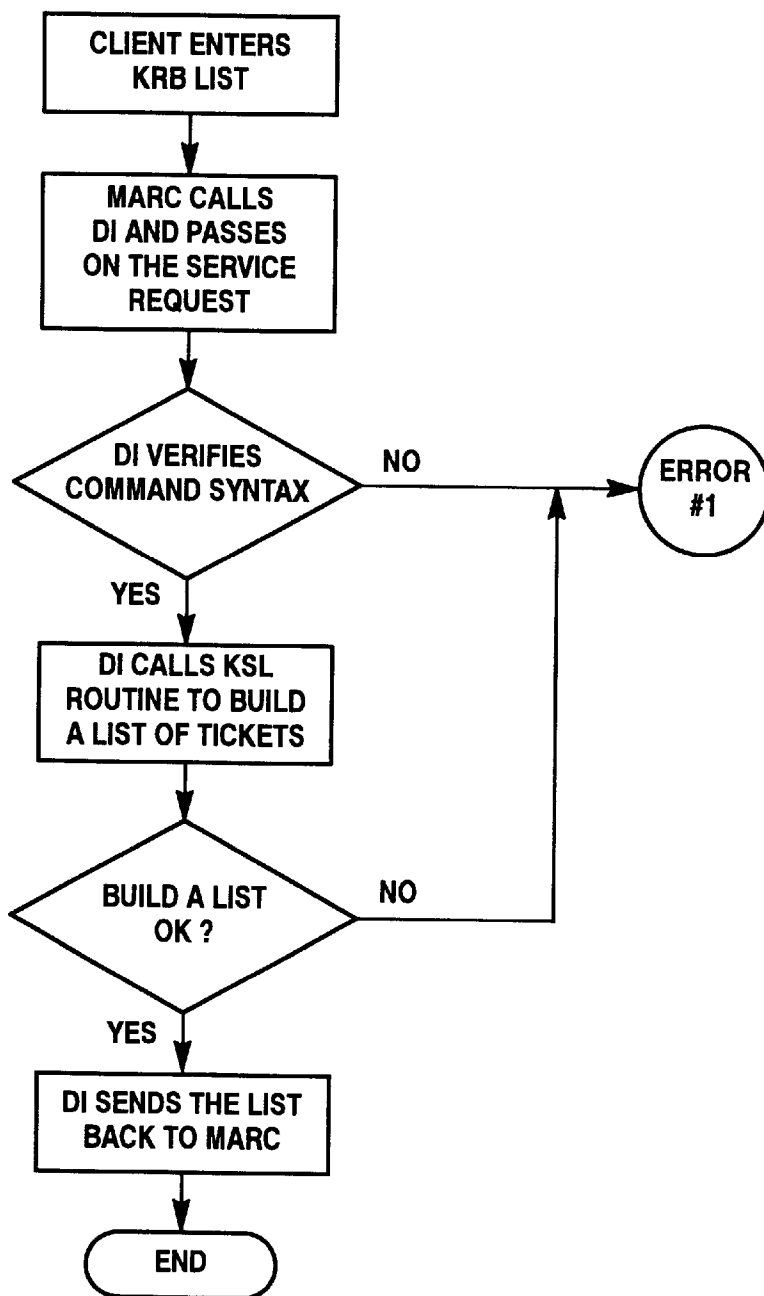 CLIENT ENTERS
KRB LIST
MARC CALLS
DI AND PASSES
ON THE SERVICE
REQUEST
DI VERIFIES
COMMAND SYNTAX
NO
ERROR
#1
YES
DI CALLS KSL
ROUTINE TO BUILD
A LIST OF TICKETS
BUILD A LIST
OK ?
NO
YES
DI SENDS THE LIST
BACK TO MARC
END